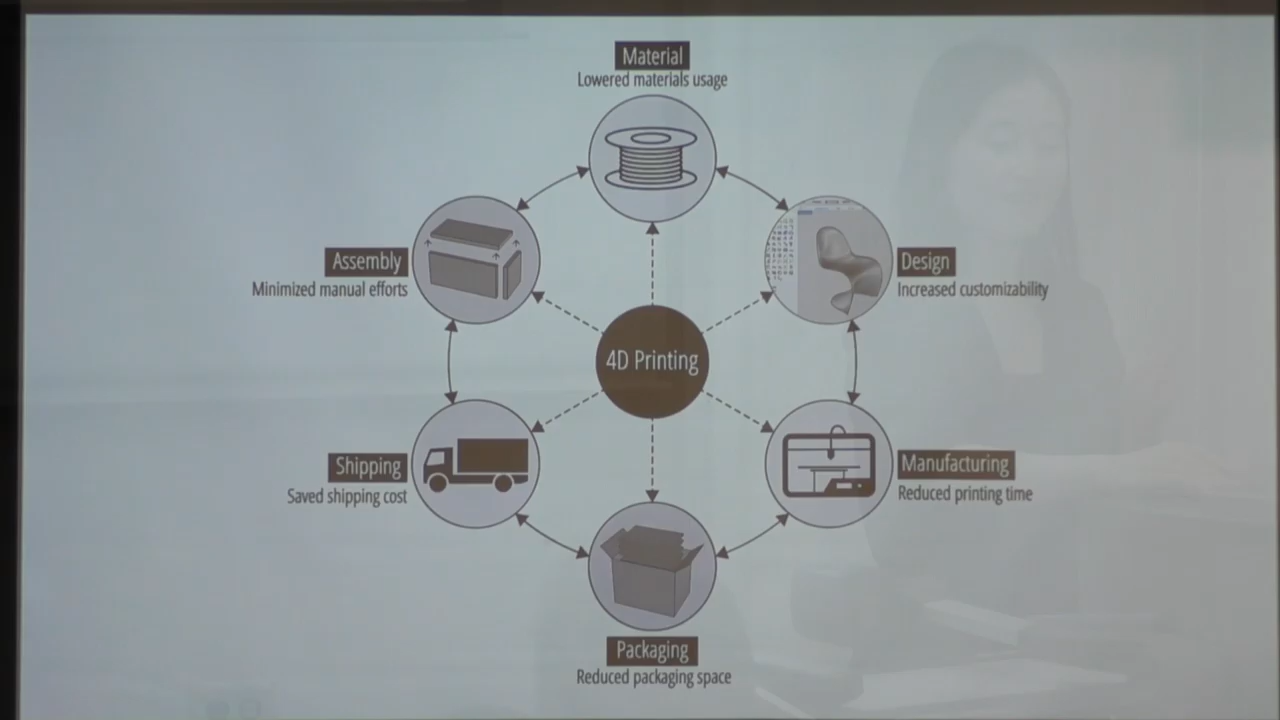 Material
Lowered materials usage
Assembly
Minimized manual efforts
Design
Increased customizability
4D Printing
Shipping
Saved shipping cost
Manufacturing
Reduced printing time
Packaging
Reduced packaging space